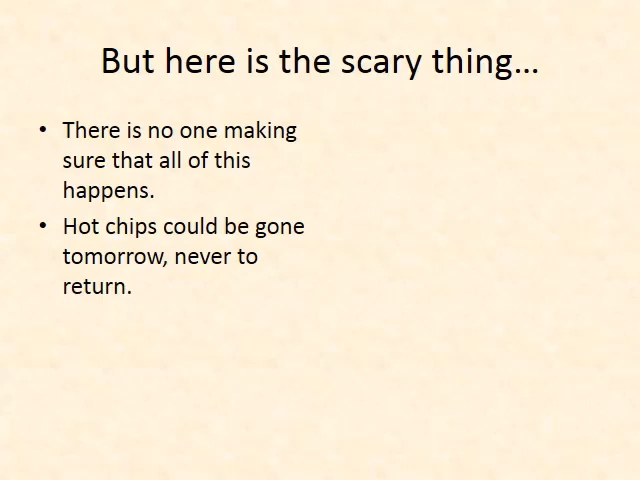 But here is the scary thing…
• There is no one making
sure that all of this
happens.
• Hot chips could be gone
tomorrow, never to
return.